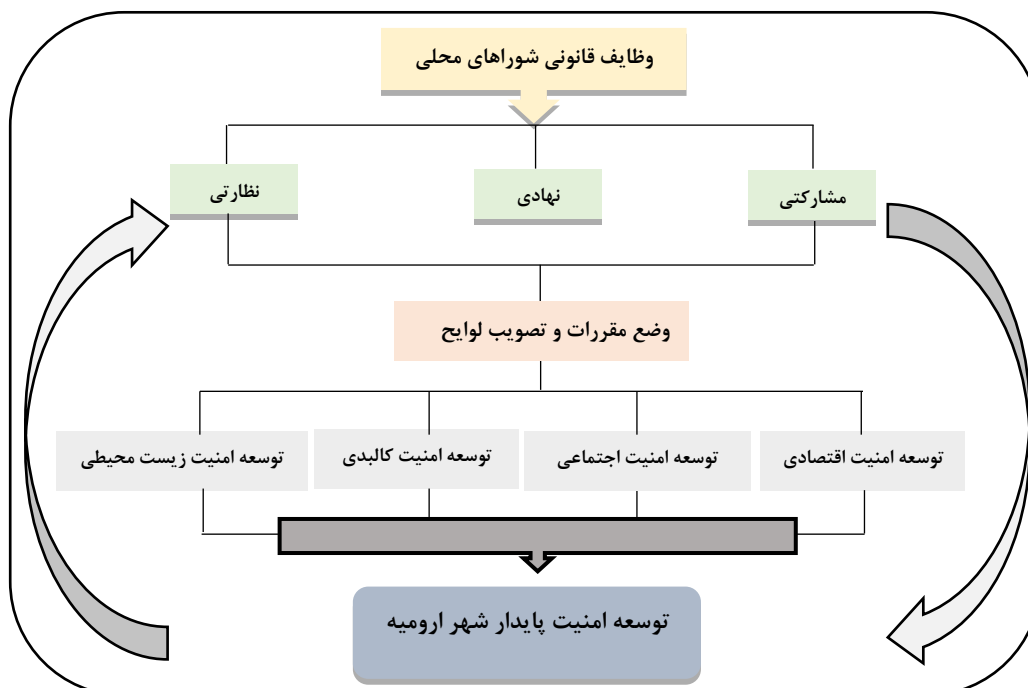 وظایف قانونی شوراهای محلی
مشارکتی
نهادی
نظارتی
وضع مقررات و تصویب لوایح
توسعه امنیت اقتصادی
توسعه امنیت اجتماعی
توسعه امنیت کالبدی
توسعه امنیت زیست محیطی
توسعه امنیت پایدار شهر ارومیه